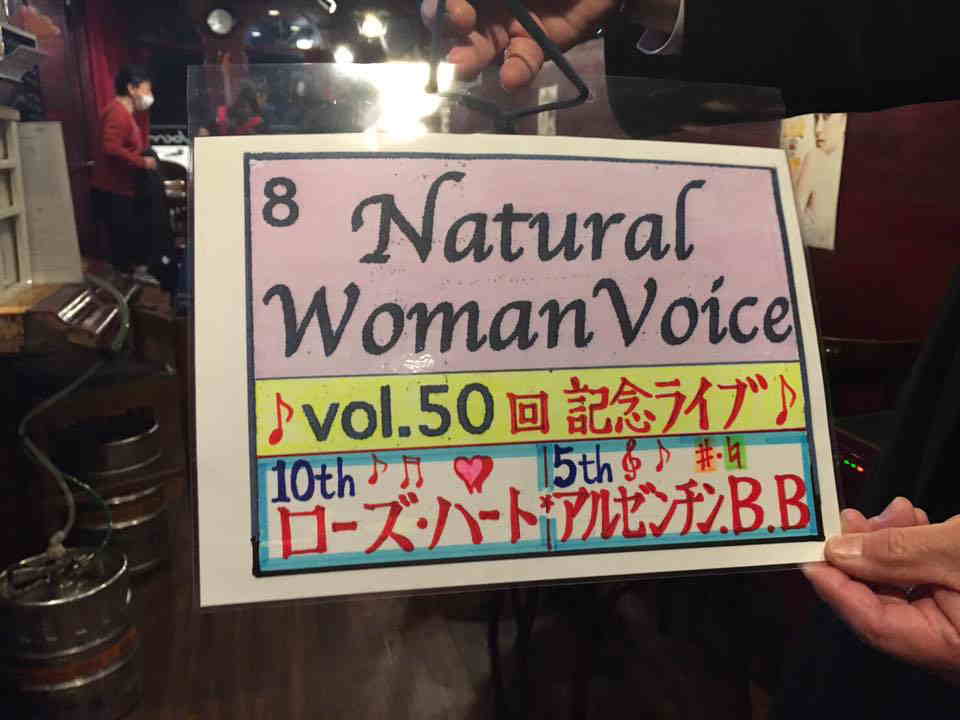 8
Natural
WomanVoice
♪vol.50回 記念ライブ♪
10th ♪♫ ♥
ローズ・ハート
*
5th 𝄞♪ #・♮
アルゼンチン.B.B